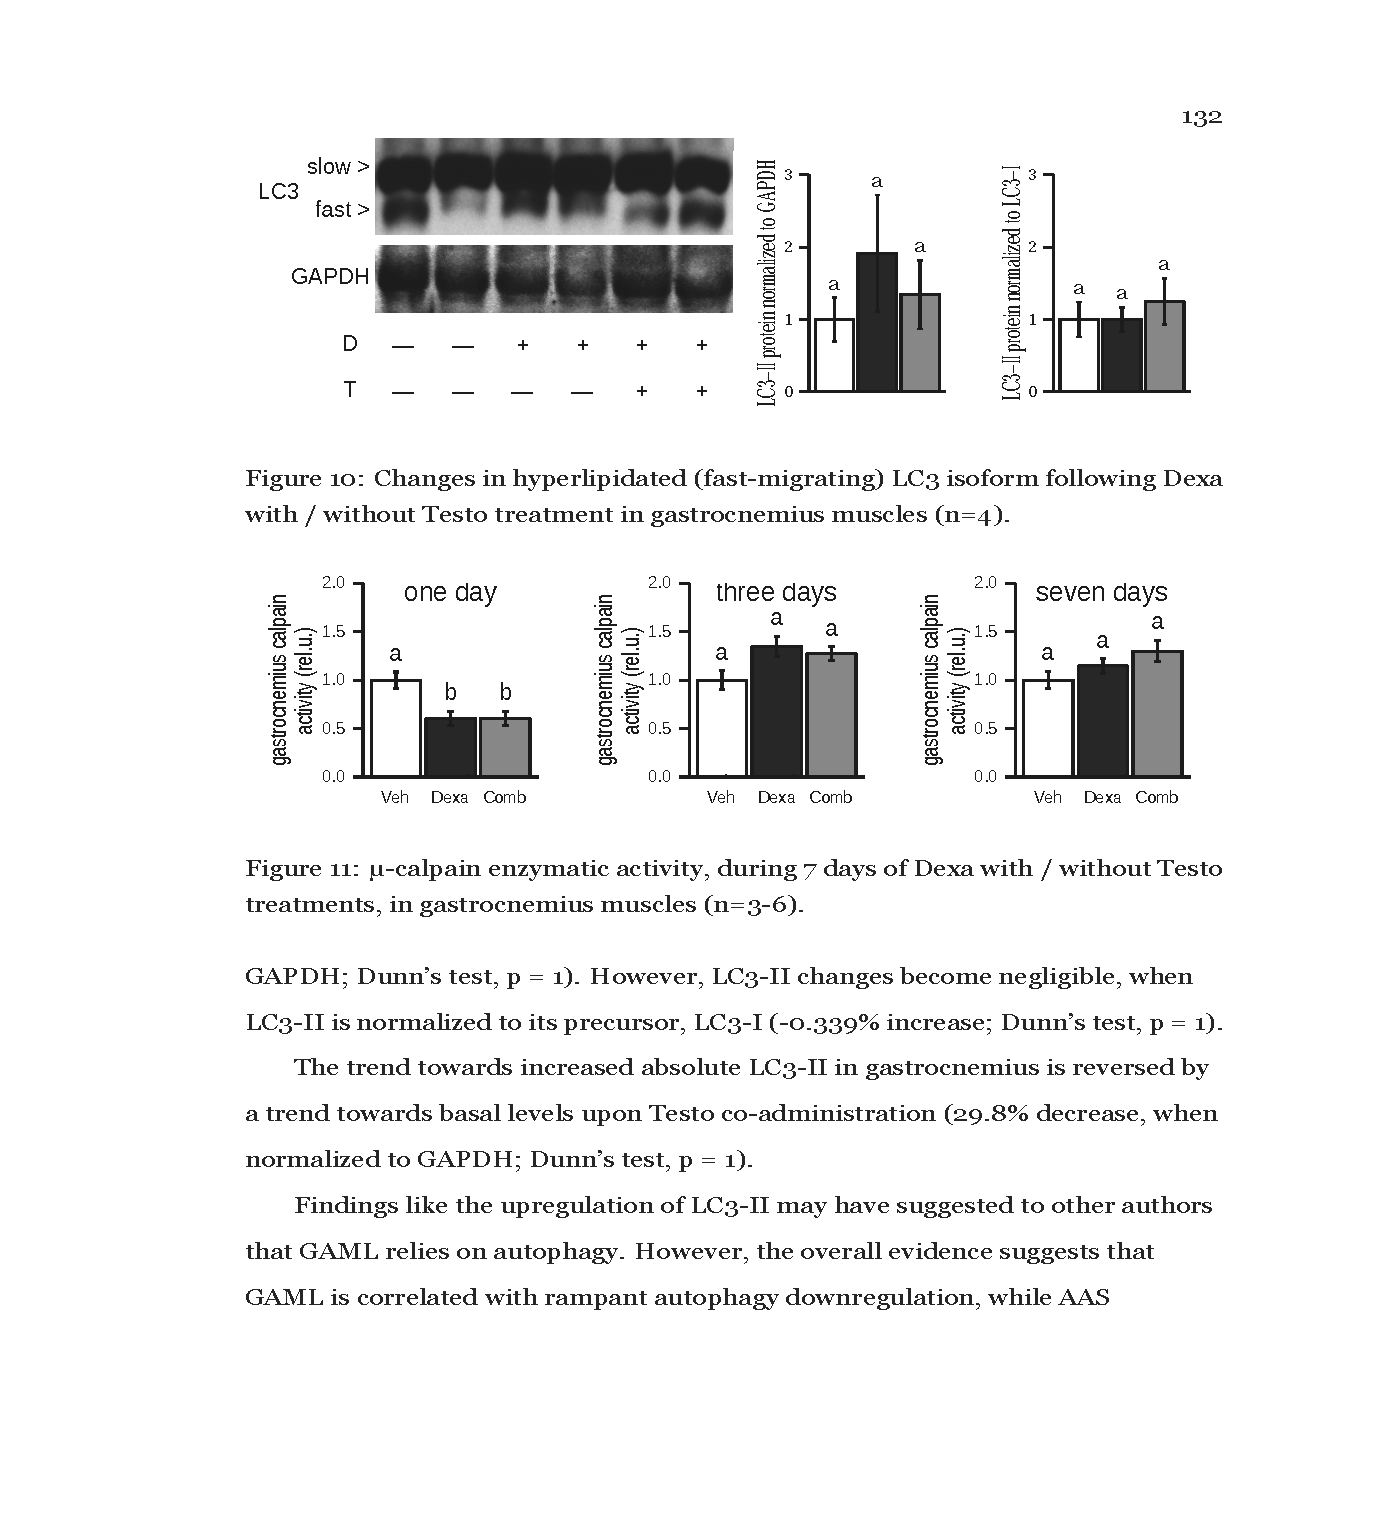 132
slow >
LC3
fast >
GAPDH
D — — + + + +
T — — — — + +
LC3–II protein normalized to GAPDH
3
2
1
0
a
a
a
LC3–II protein normalized to LC3–I
3
2
1
0
a
a
a
Figure 10: Changes in hyperlipidated (fast-migrating) LC3 isoform following Dexa
with / without Testo treatment in gastrocnemius muscles (n=4).
gastrocnemius calpain
activity (rel.u.)
2.0
1.5
1.0
0.5
0.0
one day
a
b
b
Veh Dexa Comb
gastrocnemius calpain
activity (rel.u.)
2.0
1.5
1.0
0.5
0.0
three days
a
a
a
Veh Dexa Comb
gastrocnemius calpain
activity (rel.u.)
2.0
1.5
1.0
0.5
0.0
seven days
a
a
a
Veh Dexa Comb
Figure 11: µ-calpain enzymatic activity, during 7 days of Dexa with / without Testo
treatments, in gastrocnemius muscles (n=3-6).
GAPDH; Dunn’s test, p = 1). However, LC3-II changes become negligible, when
LC3-II is normalized to its precursor, LC3-I (-0.339% increase; Dunn’s test, p = 1).
The trend towards increased absolute LC3-II in gastrocnemius is reversed by
a trend towards basal levels upon Testo co-administration (29.8% decrease, when
normalized to GAPDH; Dunn’s test, p = 1).
Findings like the upregulation of LC3-II may have suggested to other authors
that GAML relies on autophagy. However, the overall evidence suggests that
GAML is correlated with rampant autophagy downregulation, while AAS